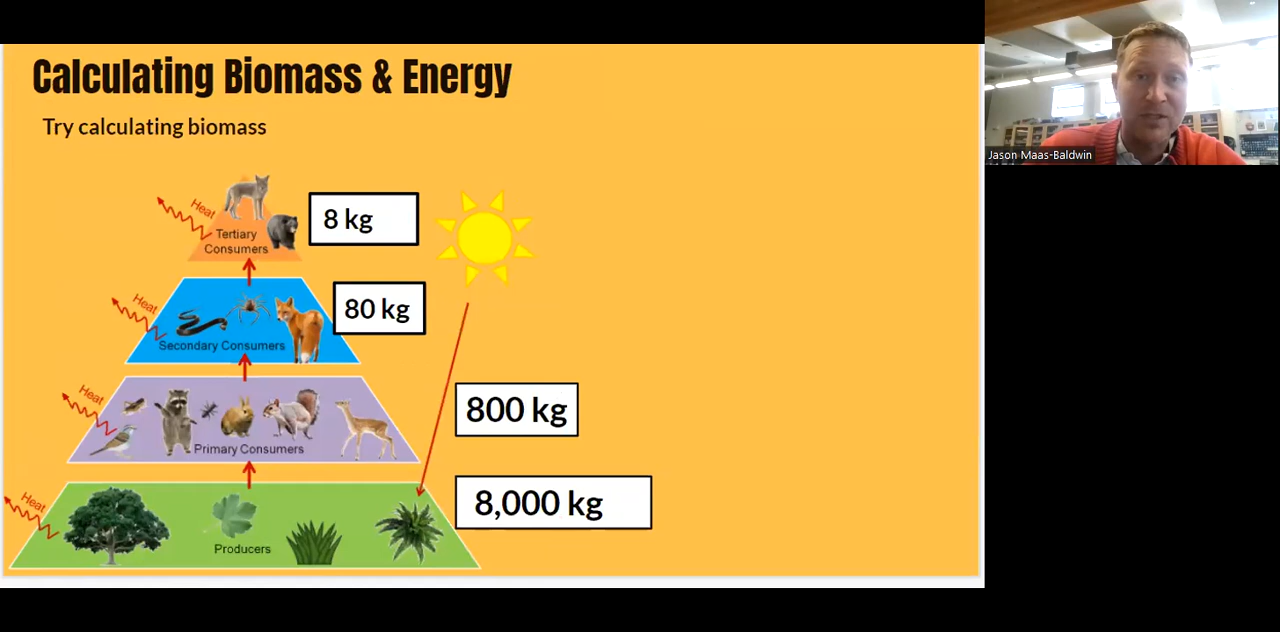 Calculating Biomass & Energy
Try calculating biomass
Heat
Tertiary
Consumers
8 kg
Heat
Secondary Consumers
80 kg
Heat
Primary Consumers
800 kg
Heat
Producers
8,000 kg
Jason Maas-Baldwin